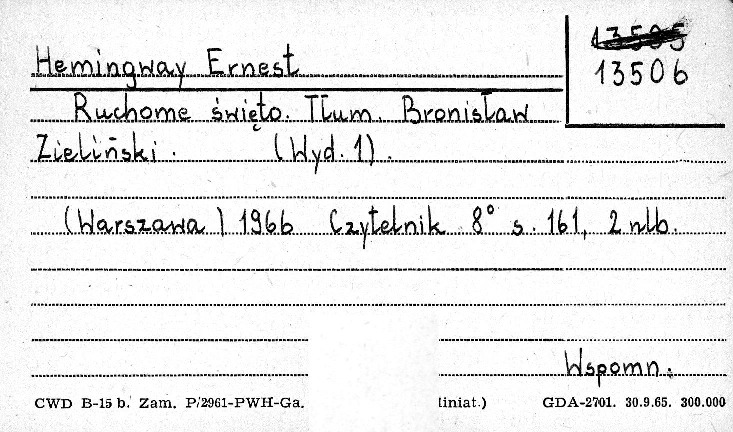 Hemingway Ernest
13506
Ruchome święto. Tłum. Bronisław
Zieliński. (Wyd. 1).
(Warszawa) 1966 Czytelnik 8° s. 161, 2 nlb.
Wspomn.
CWD B-15 b. Zam. P/2961-PWH-Ga. liniat.) GDA-2701. 30.9.65. 300.000